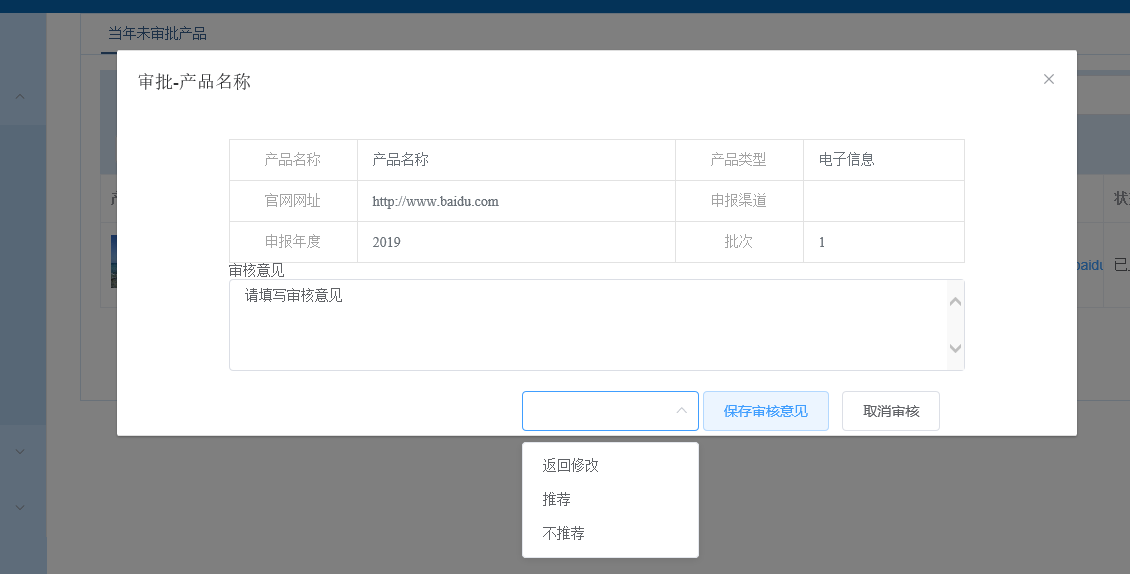 当年未审批产品
审批-产品名称
产品名称 产品名称 产品类型 电子信息
官网网址 http://www.baidu.com 申报渠道
申报年度 2019 批次 1
审核意见
请填写审核意见
baidu
保存审核意见 取消审核
返回修改
推荐
不推荐